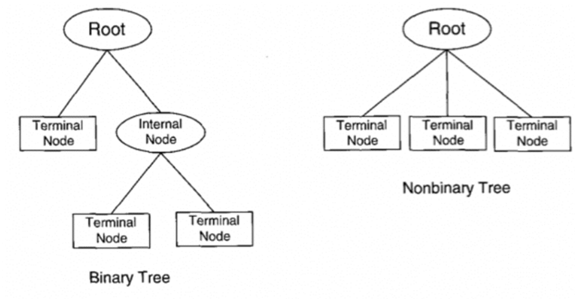 Root
Terminal
Node
Internal
Node
Terminal
Node
Terminal
Node
Binary Tree
Root
Terminal
Node
Terminal
Node
Terminal
Node
Nonbinary Tree